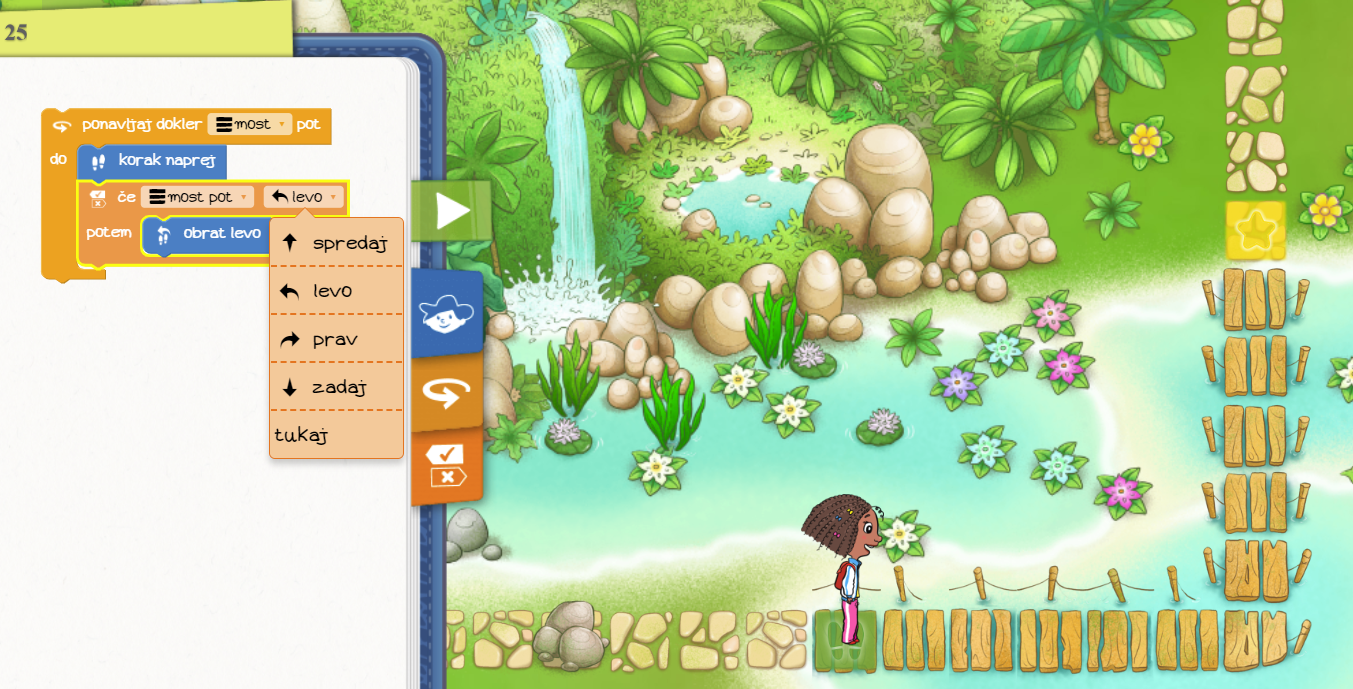 25
ponavljaj dokler most pot
do
korak naprej
če most pot levo
potem obrat levo
spredaj
levo
prav
zadaj
tukaj